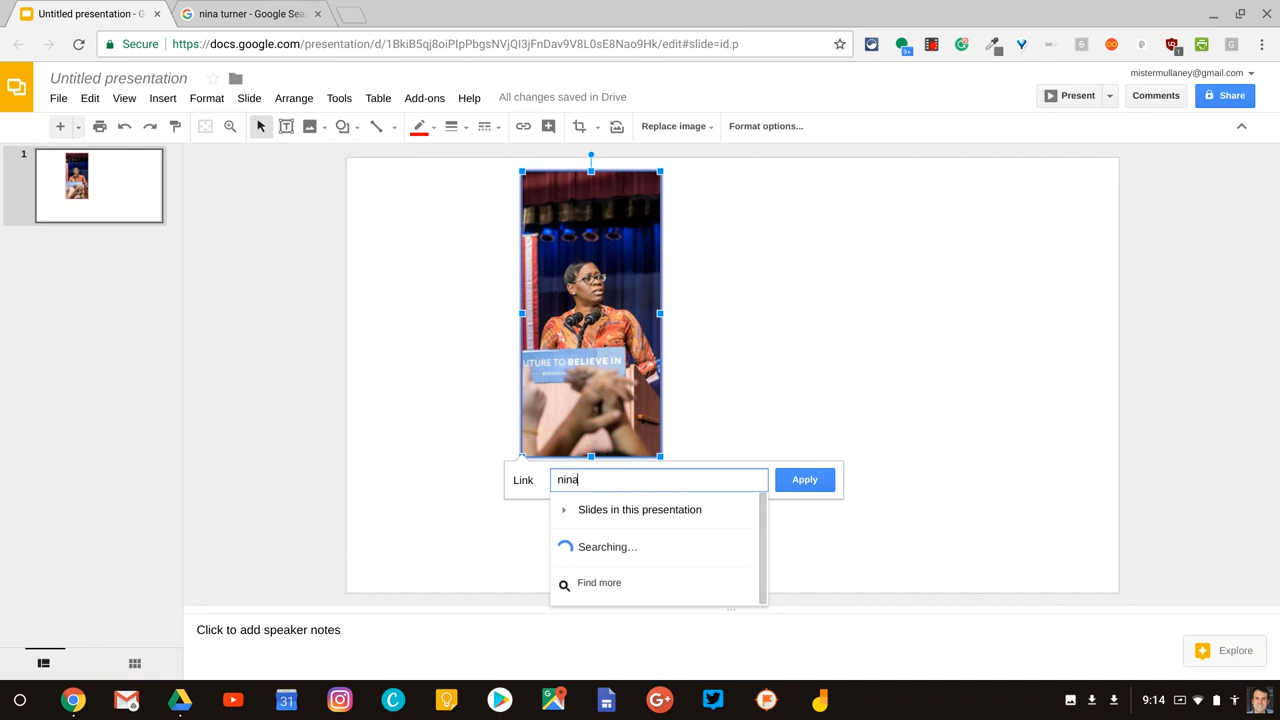 Untitled presentation - G
nina turner - Google Sea
Secure
https://docs.google.com/presentation/d/1BkiB5qj8oiPIpPbgsNVjQI3jFnDav9V8L0sE8Nao9Hk/edit#slide=id.p
9+
1
Untitled presentation
mistermullaney@gmail.com
File Edit View Insert Format Slide Arrange Tools Table Add-ons Help All changes saved in Drive
Present
Comments
Share
Replace image
Format options...
1
UTURE TO BELIEVE IN
Link
nina
Apply
Slides in this presentation
Searching…
Find more
Click to add speaker notes
Explore
31
9:14